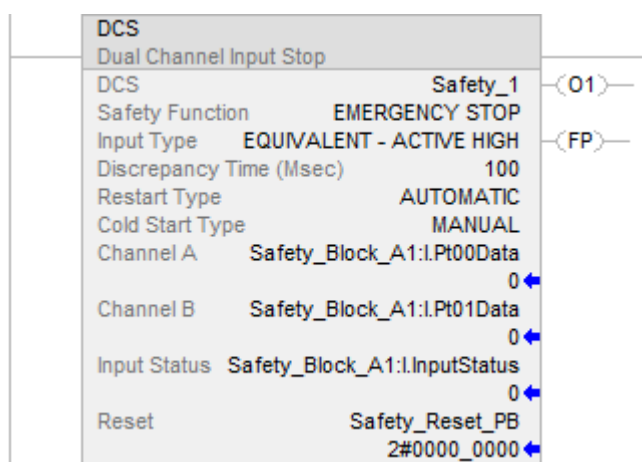 DCS
Dual Channel Input Stop
DCS Safety_1 O1
Safety Function EMERGENCY STOP
Input Type EQUIVALENT - ACTIVE HIGH FP
Discrepancy Time (Msec) 100
Restart Type AUTOMATIC
Cold Start Type MANUAL
Channel A Safety_Block_A1:I.Pt00Data
0
Channel B Safety_Block_A1:I.Pt01Data
0
Input Status Safety_Block_A1:I.InputStatus
0
Reset Safety_Reset_PB
2#0000_0000